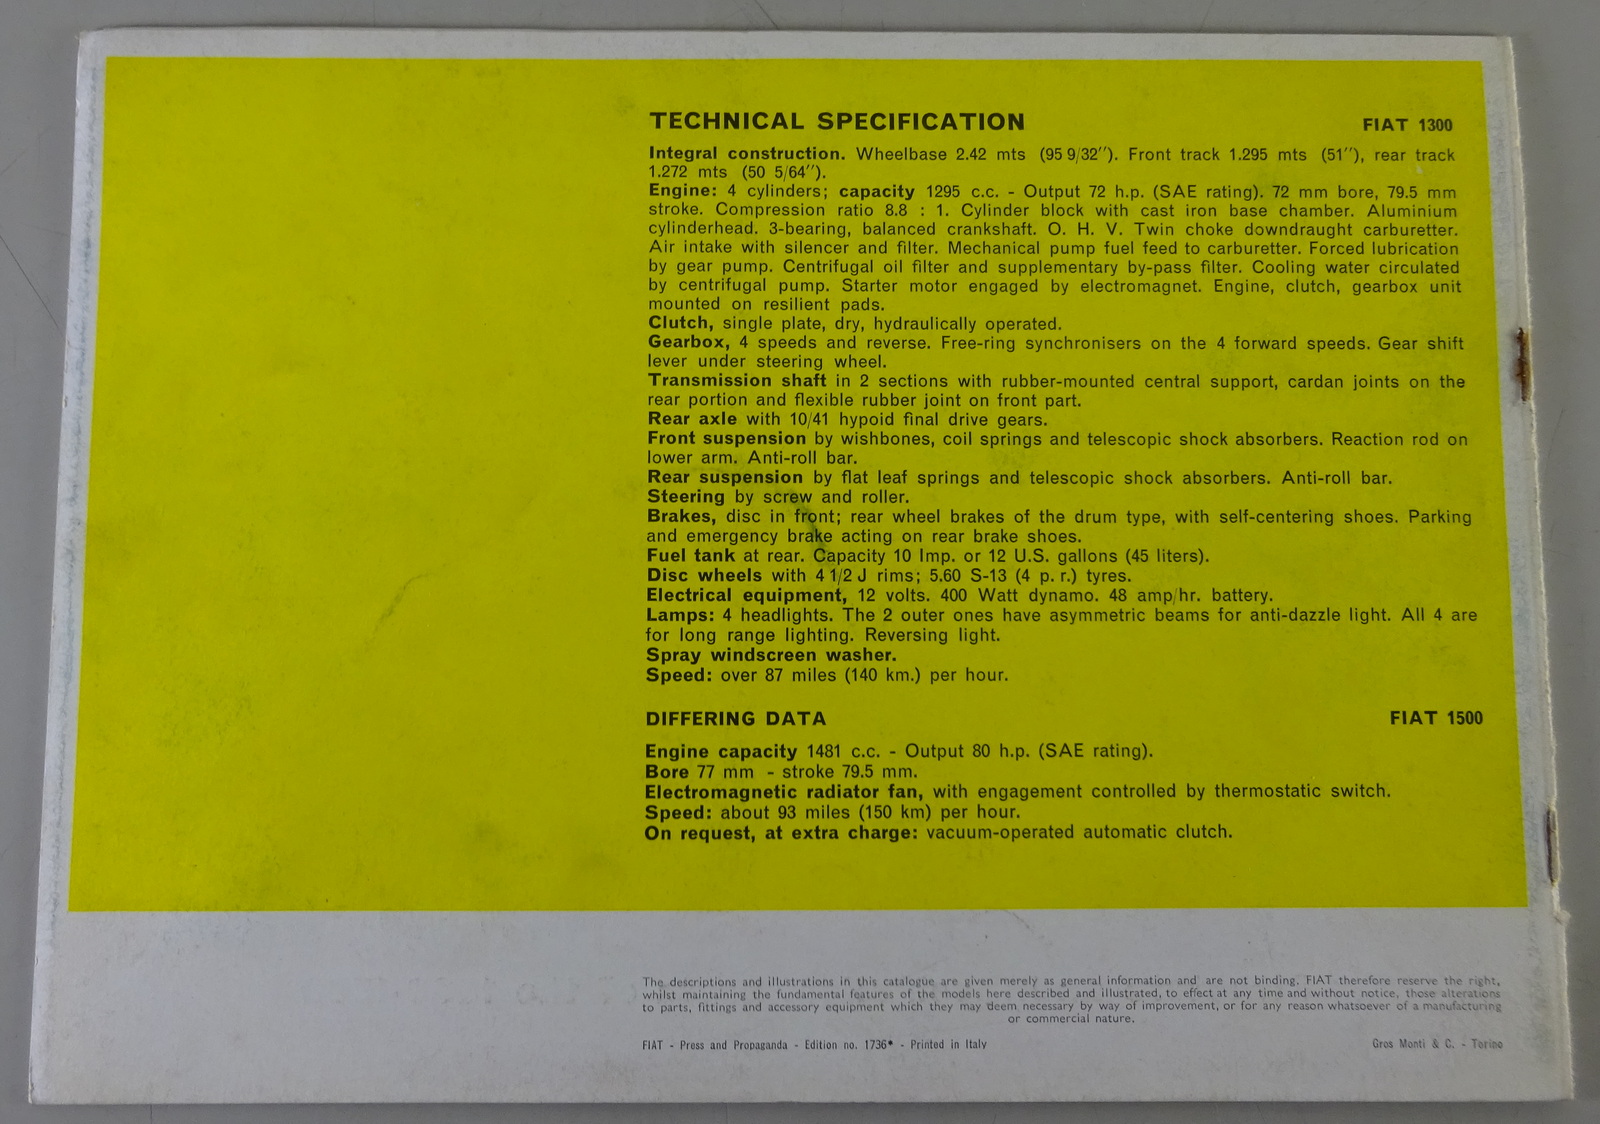 TECHNICAL SPECIFICATION FIAT 1300
Integral construction. Wheelbase 2.42 mts (95 9/32"). Front track 1.295 mts (51"), rear track
1.272 mts (50 5/64").
Engine: 4 cylinders; capacity 1295 c.c. - Output 72 h.p. (SAE rating). 72 mm bore, 79.5 mm
stroke. Compression ratio 8.8 : 1. Cylinder block with cast iron base chamber. Aluminium
cylinderhead. 3-bearing, balanced crankshaft. O. H. V. Twin choke downdraught carburetter.
Air intake with silencer and filter. Mechanical pump fuel feed to carburetter. Forced lubrication
by gear pump. Centrifugal oil filter and supplementary by-pass filter. Cooling water circulated
by centrifugal pump. Starter motor engaged by electromagnet. Engine, clutch, gearbox unit
mounted on resilient pads.
Clutch, single plate, dry, hydraulically operated.
Gearbox, 4 speeds and reverse. Free-ring synchronisers on the 4 forward speeds. Gear shift
lever under steering wheel.
Transmission shaft in 2 sections with rubber-mounted central support, cardan joints on the
rear portion and flexible rubber joint on front part.
Rear axle with 10/41 hypoid final drive gears.
Front suspension by wishbones, coil springs and telescopic shock absorbers. Reaction rod on
lower arm. Anti-roll bar.
Rear suspension by flat leaf springs and telescopic shock absorbers. Anti-roll bar.
Steering by screw and roller.
Brakes, disc in front; rear wheel brakes of the drum type, with self-centering shoes. Parking
and emergency brake acting on rear brake shoes.
Fuel tank at rear. Capacity 10 Imp. or 12 U.S. gallons (45 liters).
Disc wheels with 4 1/2 J rims; 5.60 S-13 (4 p. r.) tyres.
Electrical equipment, 12 volts. 400 Watt dynamo. 48 amp/hr. battery.
Lamps: 4 headlights. The 2 outer ones have asymmetric beams for anti-dazzle light. All 4 are
for long range lighting. Reversing light.
Spray windscreen washer.
Speed: over 87 miles (140 km.) per hour.
DIFFERING DATA FIAT 1500
Engine capacity 1481 c.c. - Output 80 h.p. (SAE rating).
Bore 77 mm - stroke 79.5 mm.
Electromagnetic radiator fan, with engagement controlled by thermostatic switch.
Speed: about 93 miles (150 km) per hour.
On request, at extra charge: vacuum-operated automatic clutch.
The descriptions and illustrations in this catalogue are given merely as general information and are not binding. FIAT therefore reserve the right,
whilst maintaining the fundamental features of the models here described and illustrated, to effect at any time and without notice, those alterations
to parts, fittings and accessory equipment which they may deem necessary by way of improvement, or for any reason whatsoever of a manufacturing
or commercial nature.
FIAT - Press and Propaganda - Edition no. 1736* - Printed in Italy Gros Monti & C. - Torino